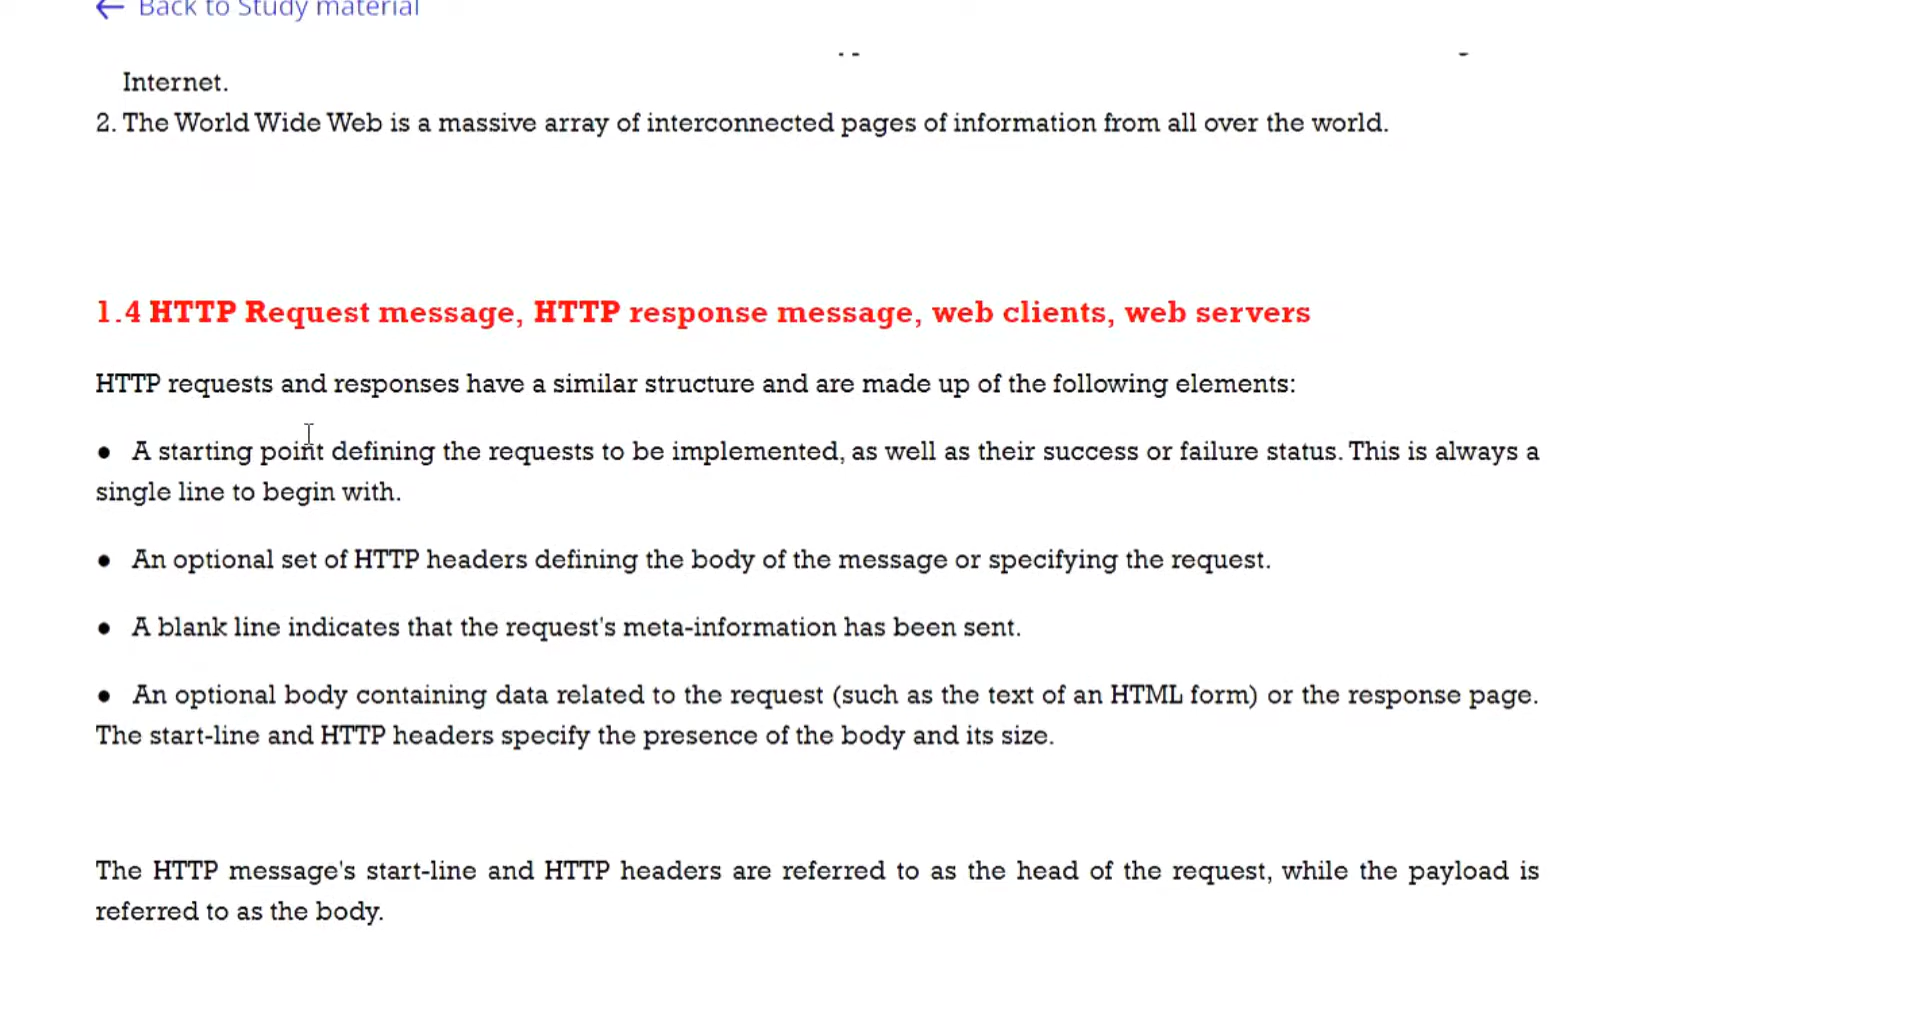 ← Back to Study material
Internet.
2. The World Wide Web is a massive array of interconnected pages of information from all over the world.
1.4 HTTP Request message, HTTP response message, web clients, web servers
HTTP requests and responses have a similar structure and are made up of the following elements:
● A starting point defining the requests to be implemented, as well as their success or failure status. This is always a
single line to begin with.
● An optional set of HTTP headers defining the body of the message or specifying the request.
● A blank line indicates that the request's meta-information has been sent.
● An optional body containing data related to the request (such as the text of an HTML form) or the response page.
The start-line and HTTP headers specify the presence of the body and its size.
The HTTP message's start-line and HTTP headers are referred to as the head of the request, while the payload is
referred to as the body.